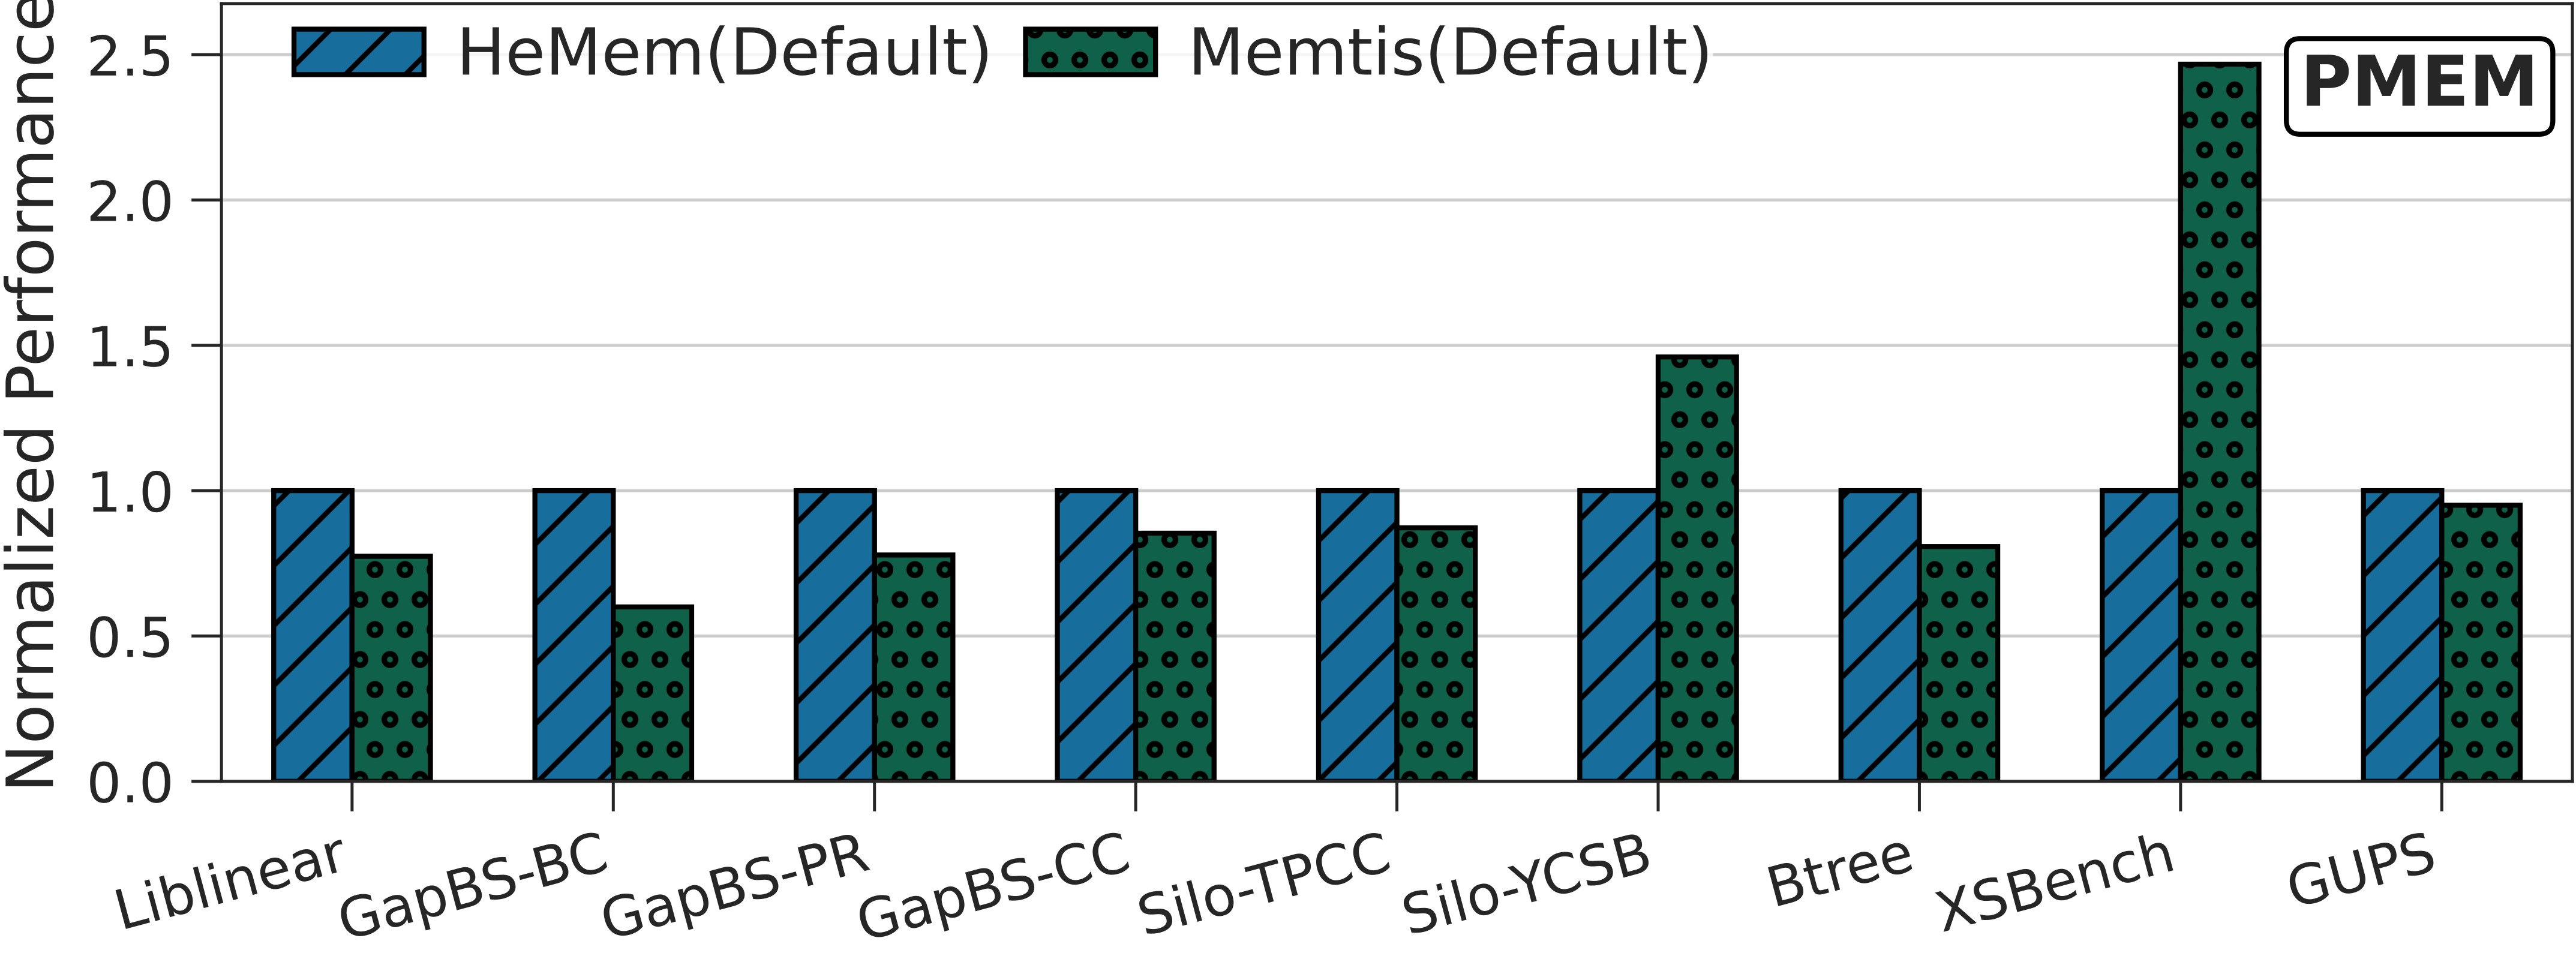 Normalized Performance
HeMem(Default)
Memtis(Default)
PMEM
2.5
2.0
1.5
1.0
0.5
0.0
Liblinear
GapBS-BC
GapBS-PR
GapBS-CC
Silo-TPCC
Silo-YCSB
Btree
XSBench
GUPS